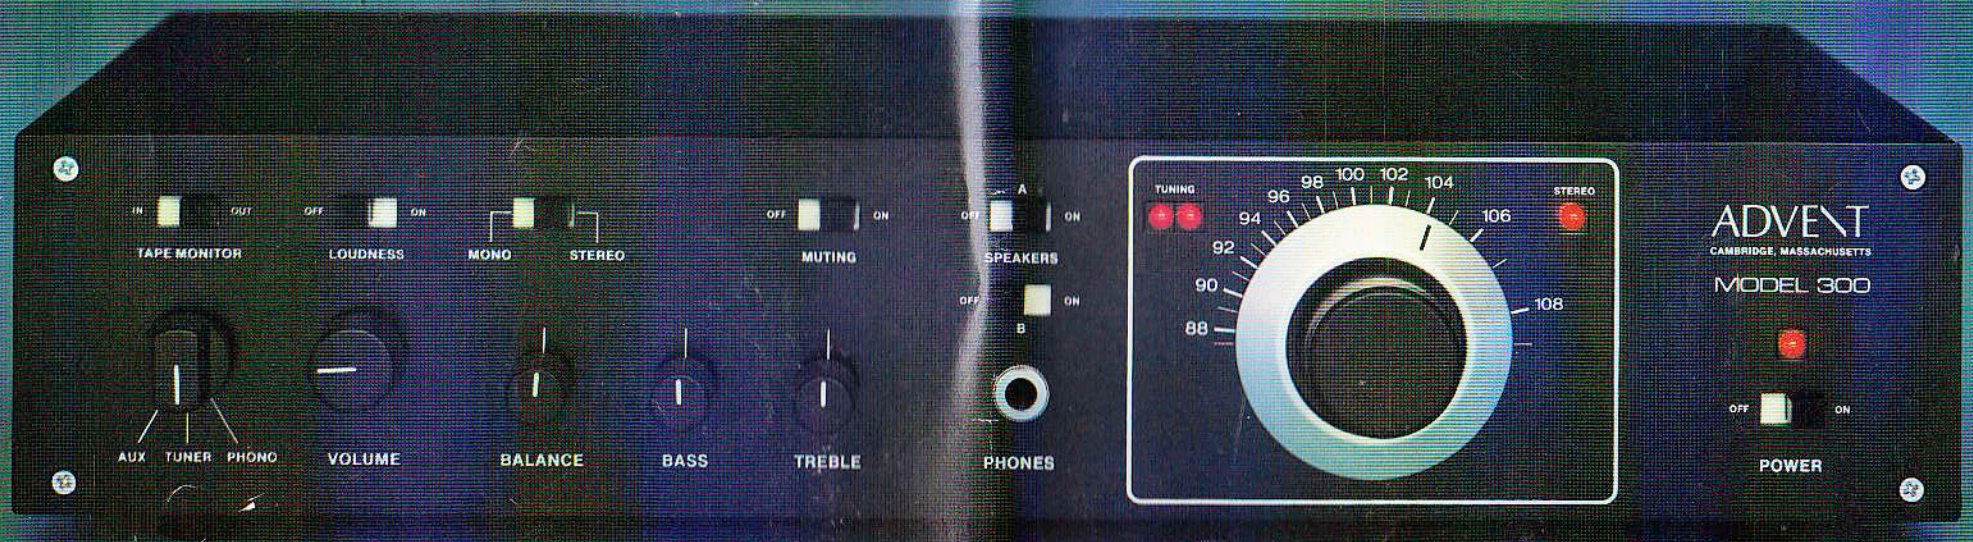 IN OUT
TAPE MONITOR
OFF ON
LOUDNESS
MONO STEREO
OFF ON
MUTING
A
OFF ON
SPEAKERS
OFF ON
B
AUX TUNER PHONO
VOLUME
BALANCE
BASS
TREBLE
PHONES
TUNING
STEREO
88 90 92 94 96 98 100 102 104 106 108
ADVENT
CAMBRIDGE, MASSACHUSETTS
MODEL 300
OFF ON
POWER